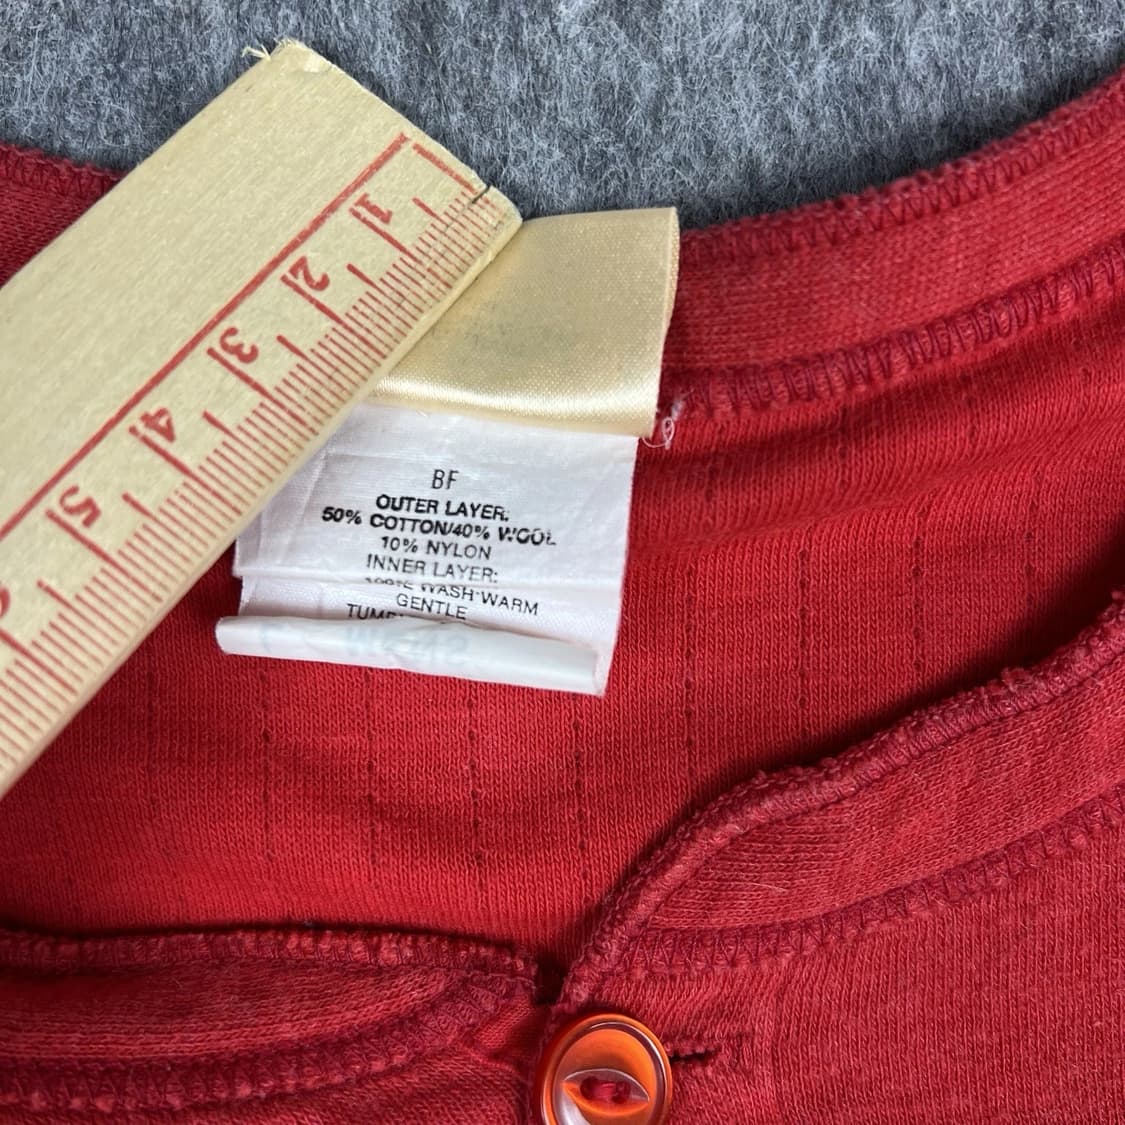 1
2
3
4
5
BF
OUTER LAYER:
50% COTTON/40% WOOL
10% NYLON
INNER LAYER:
WASH WARM
GENTLE